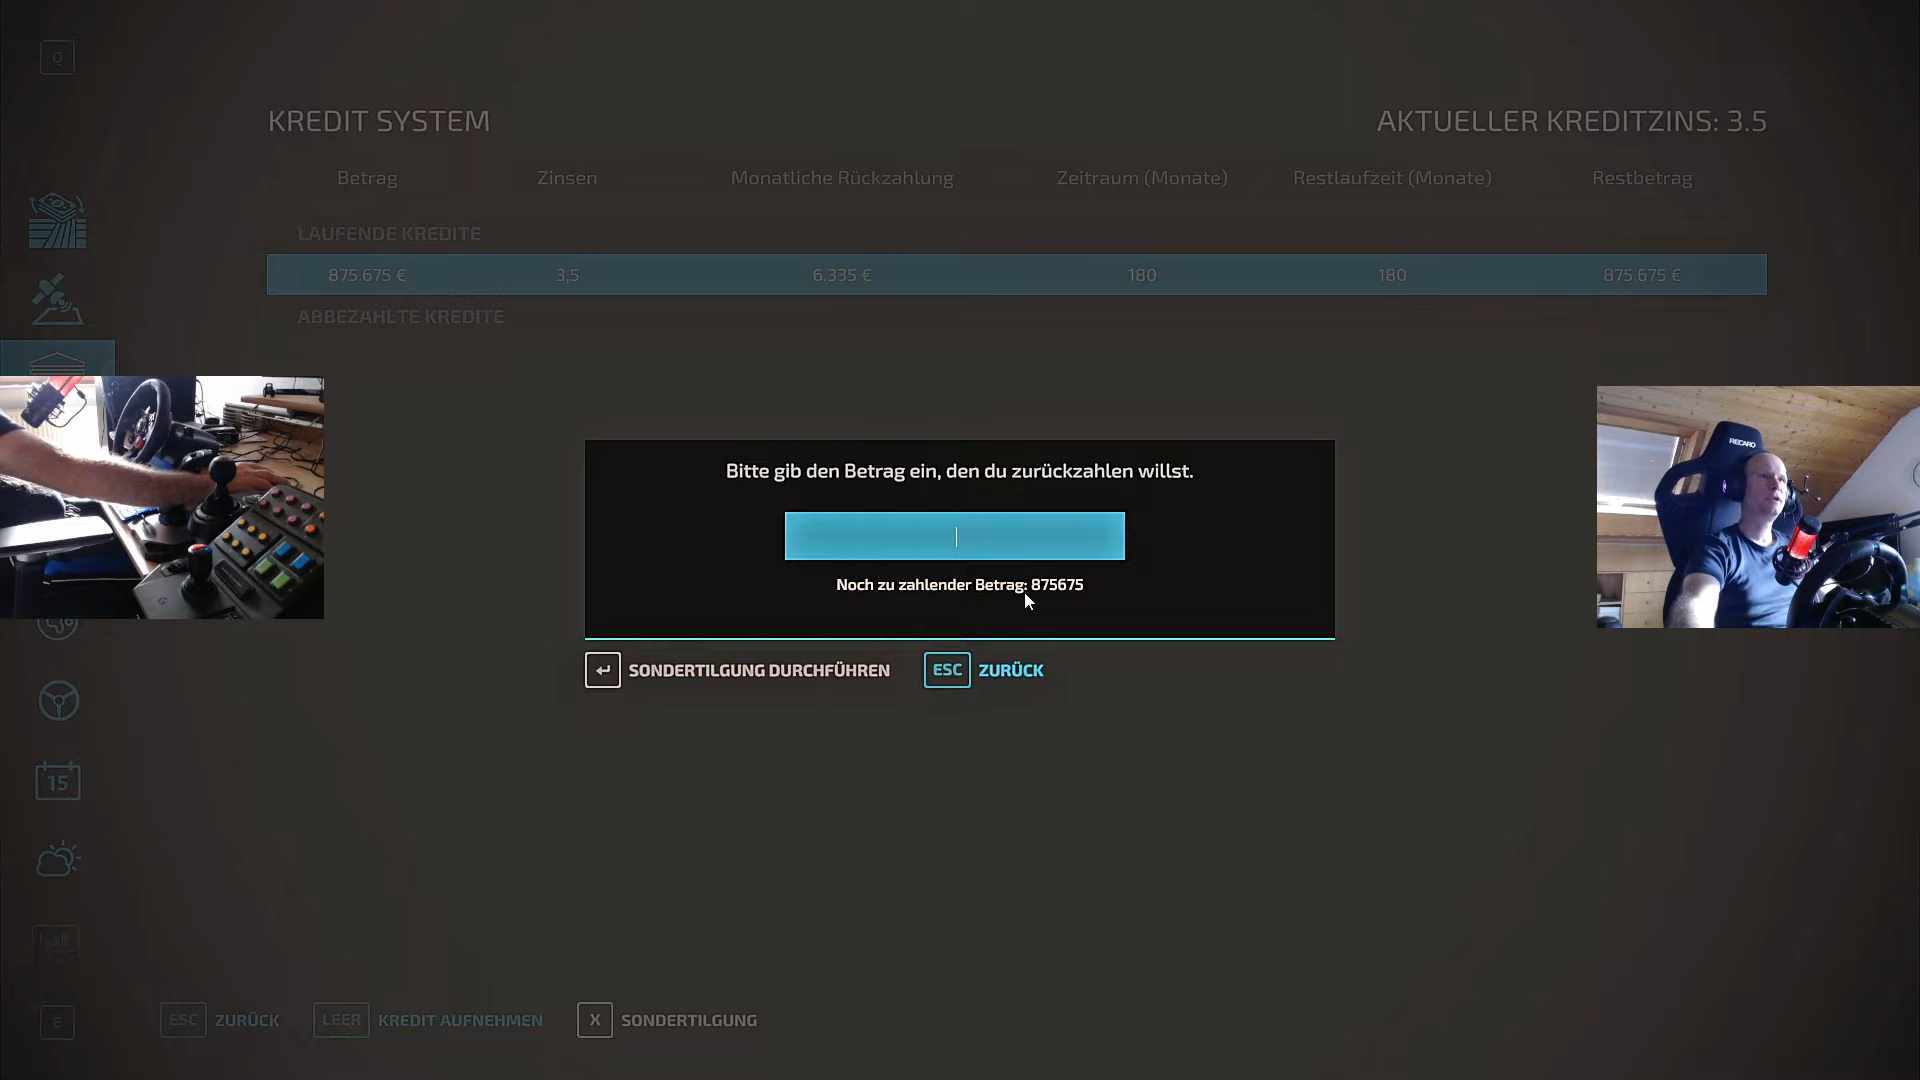 Q
KREDIT SYSTEM
AKTUELLER KREDITZINS: 3.5
Betrag Zinsen Monatliche Rückzahlung Zeitraum (Monate) Restlaufzeit (Monate) Restbetrag
LAUFENDE KREDITE
875.675 € 3,5 6.335 € 180 180 875.675 €
ABBEZAHLTE KREDITE
RECARO
Bitte gib den Betrag ein, den du zurückzahlen willst.
Noch zu zahlender Betrag: 875675
SONDERTILGUNG DURCHFÜHREN ESC ZURÜCK
15
E
ESC ZURÜCK LEER KREDIT AUFNEHMEN X SONDERTILGUNG